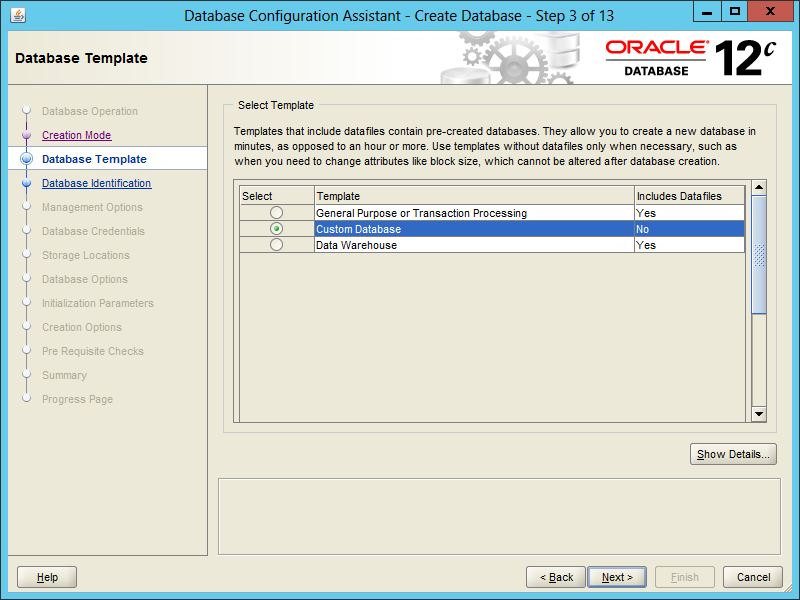 Database Configuration Assistant - Create Database - Step 3 of 13
Database Template
ORACLE®
DATABASE
12c
Database Operation
Creation Mode
Database Template
Database Identification
Management Options
Database Credentials
Storage Locations
Database Options
Initialization Parameters
Creation Options
Pre Requisite Checks
Summary
Progress Page
Select Template
Templates that include datafiles contain pre-created databases. They allow you to create a new database in
minutes, as opposed to an hour or more. Use templates without datafiles only when necessary, such as
when you need to change attributes like block size, which cannot be altered after database creation.
Select Template Includes Datafiles
General Purpose or Transaction Processing Yes
Custom Database No
Data Warehouse Yes
Show Details...
Help
< Back
Next >
Finish
Cancel